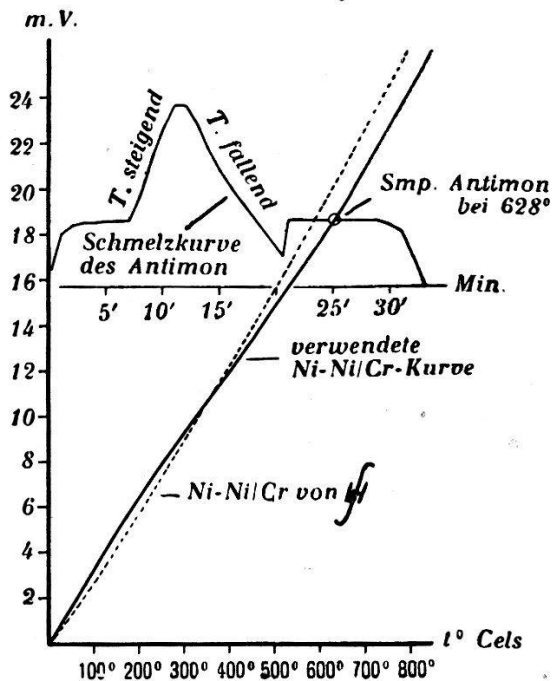 m.V.
24
22
20
18
16
14
12
10
8
6
4
2
T. steigend
T. fallend
Smp. Antimon
bei 628°
Schmelzkurve
des Antimon
Min.
5' 10' 15' 25' 30'
verwendete
Ni-Ni/Cr-Kurve
Ni-Ni/Cr von
t° Cels
100° 200° 300° 400° 500° 600° 700° 800°